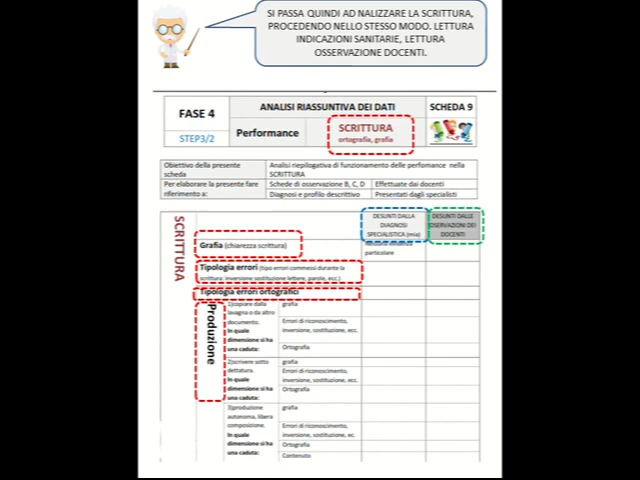 SI PASSA QUINDI AD NALIZZARE LA SCRITTURA,
PROCEDENDO NELLO STESSO MODO. LETTURA
INDICAZIONI SANITARIE, LETTURA
OSSERVAZIONE DOCENTI.
FASE 4
ANALISI RIASSUNTIVA DEI DATI
SCHEDA 9
STEP3/2
Performance
SCRITTURA
ortografia, grafia
Obiettivo della presente
scheda
Analisi riepilogativa di funzionamento delle perfomance nella
SCRITTURA
Per elaborare la presente fare
riferimento a:
Schede di osservazione B, C, D
Effettuate dai docenti
Diagnosi e profilo descrittivo
Presentati dagli specialisti
SCRITTURA
DESUNTI DALLA
DIAGNOSI
SPECIALISTICA (mia)
DESUNTI DALLE
OSERVAZIONI DEI
DOCENTI
Grafia (chiarezza scrittura)
Nessuna evidenza
particolare
Tipologia errori (tipo errori commessi durante la
scrittura: inversione sostituzione lettere, parole, ecc.)
Tipologia errori ortografici
Produzione
1)copiare dalla
lavagna o da altro
documento.
In quale
dimensione si ha
una caduta:
grafia
Errori di riconoscimento,
inversione, sostituzione, ecc.
Ortografia
2)scrivere sotto
dettatura.
In quale
dimensione si ha
una caduta:
grafia
Errori di riconoscimento,
inversione, sostituzione, ecc.
Ortografia
3)produzione
autonoma, libera
composizione.
In quale
dimensione si ha
una caduta:
grafia
Errori di riconoscimento,
inversione, sostituzione, ec.
Ortografia
Contenuto